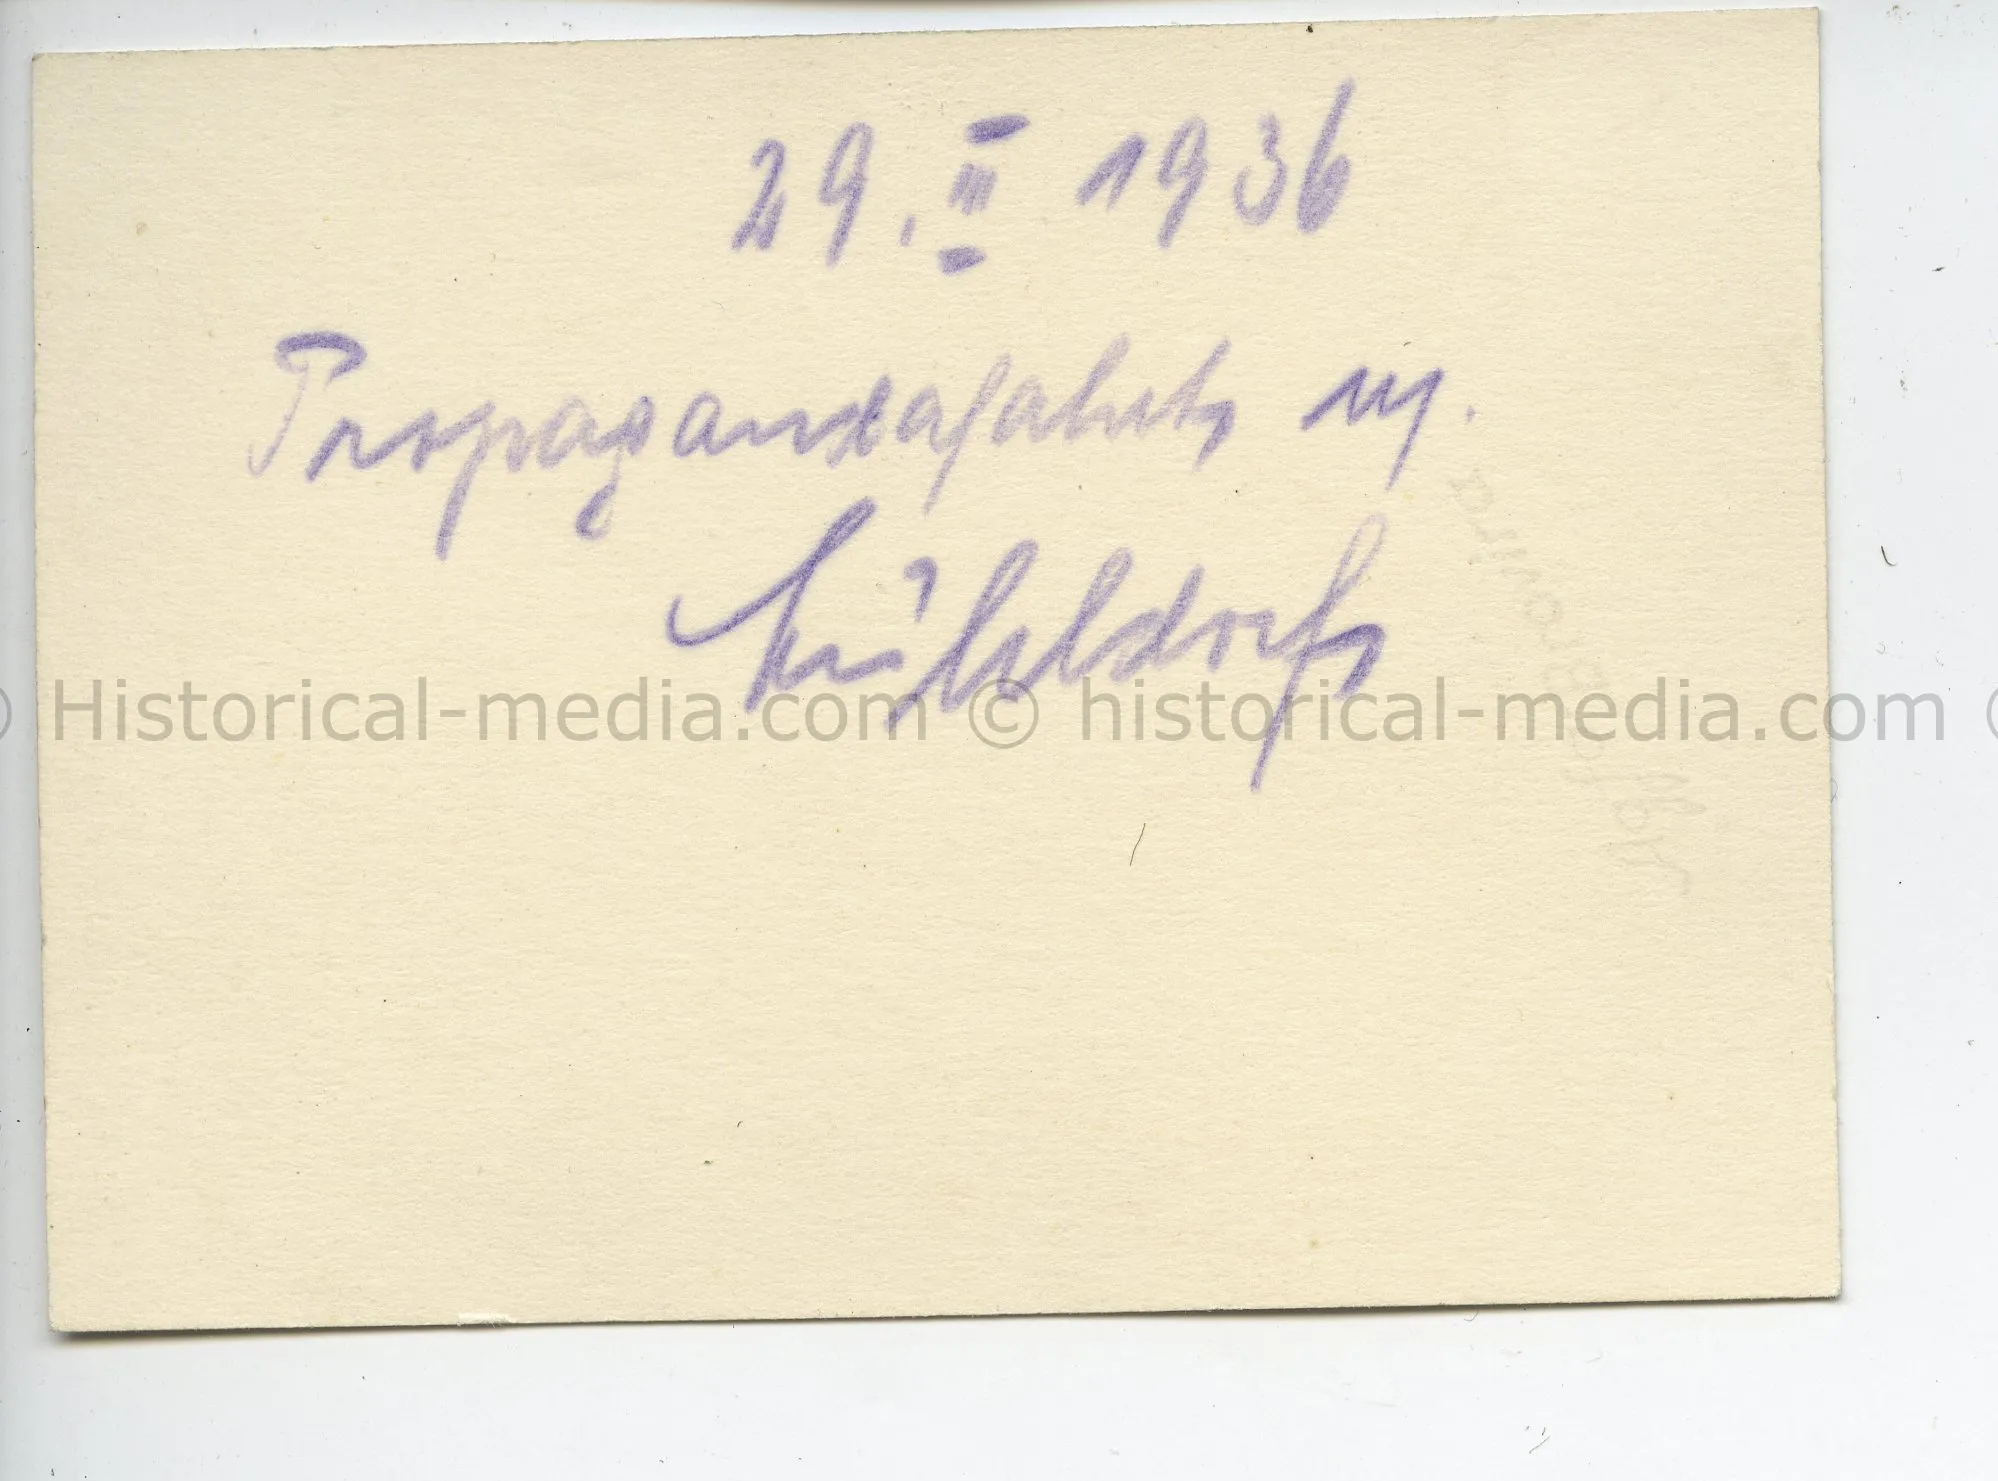 29. III 1936
Propagandafahrt n.
Mühldorf
© Historical-media.com © historical-media.com ©